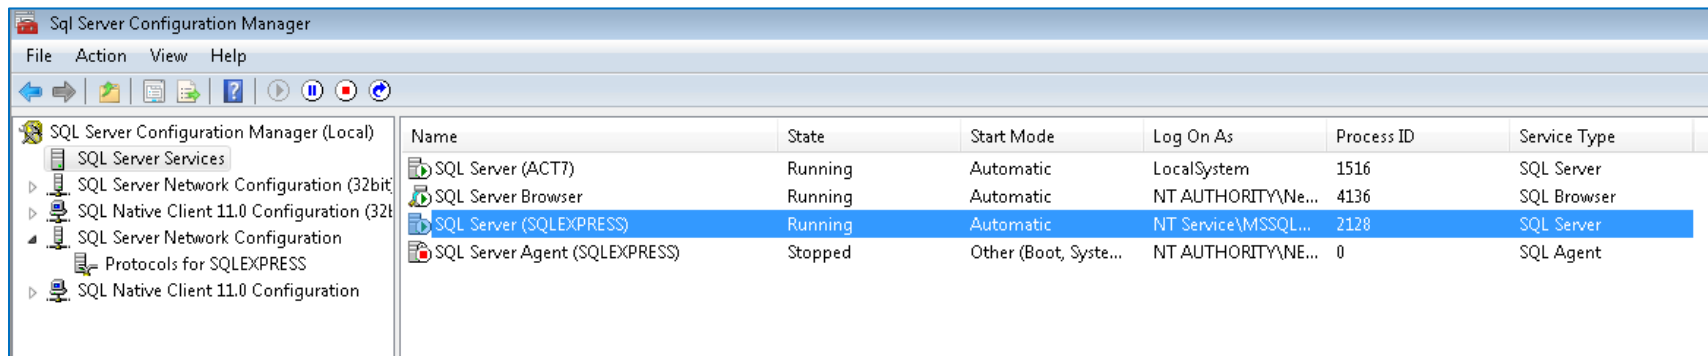 Sql Server Configuration Manager
File Action View Help
SQL Server Configuration Manager (Local)
SQL Server Services
SQL Server Network Configuration (32bit
SQL Native Client 11.0 Configuration (32b
SQL Server Network Configuration
Protocols for SQLEXPRESS
SQL Native Client 11.0 Configuration
Name State Start Mode Log On As Process ID Service Type
SQL Server (ACT7) Running Automatic LocalSystem 1516 SQL Server
SQL Server Browser Running Automatic NT AUTHORITY\Ne... 4136 SQL Browser
SQL Server (SQLEXPRESS) Running Automatic NT Service\MSSQL... 2128 SQL Server
SQL Server Agent (SQLEXPRESS) Stopped Other (Boot, Syste... NT AUTHORITY\NE... 0 SQL Agent